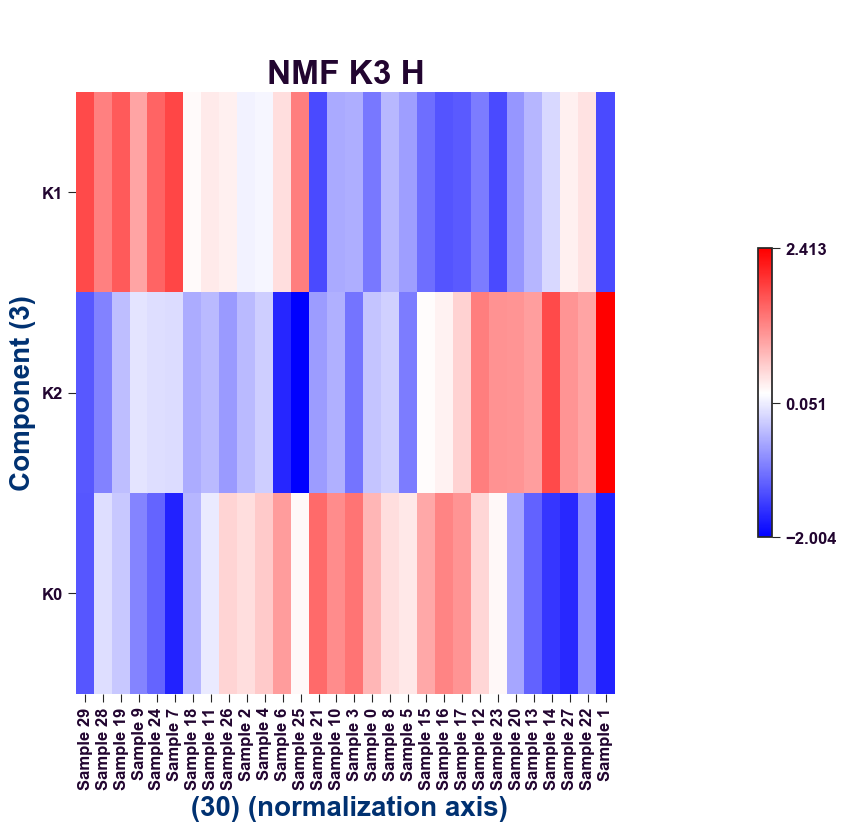 NMF K3 H
K1
K2
K0
Component (3)
2.413
0.051
−2.004
Sample 29
Sample 28
Sample 19
Sample 9
Sample 24
Sample 7
Sample 18
Sample 11
Sample 26
Sample 2
Sample 4
Sample 6
Sample 25
Sample 21
Sample 10
Sample 3
Sample 0
Sample 8
Sample 5
Sample 15
Sample 16
Sample 17
Sample 12
Sample 23
Sample 20
Sample 13
Sample 14
Sample 27
Sample 22
Sample 1
(30) (normalization axis)